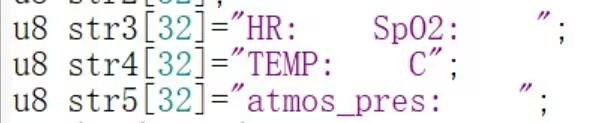 u8 str3[32]="HR:    SpO2:     ";
u8 str4[32]="TEMP:    C";
u8 str5[32]="atmos_pres:     ";